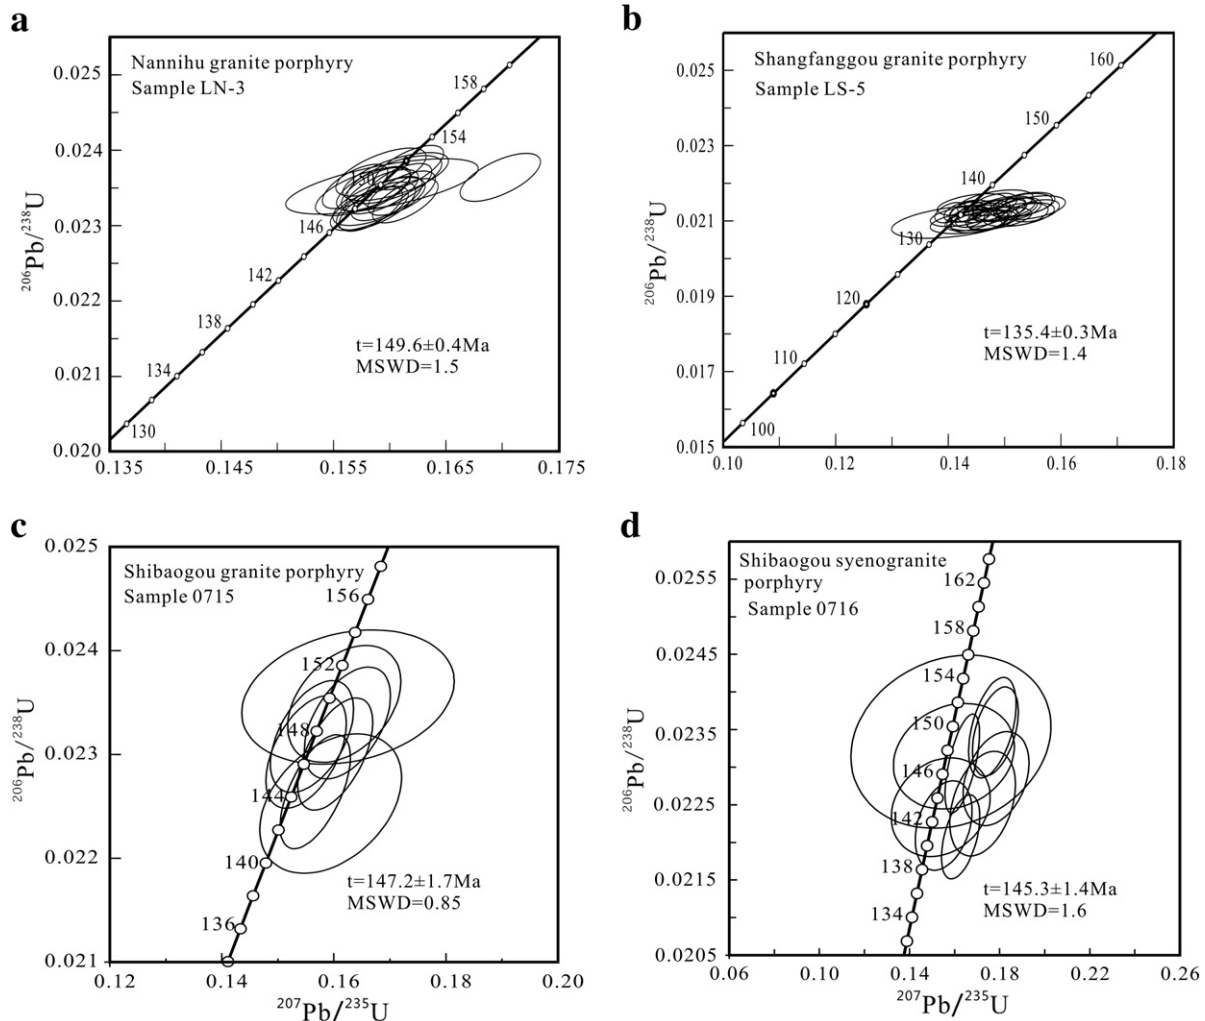 a
Nannihu granite porphyry
Sample LN-3
0.025
0.024
0.023
0.022
0.021
0.020
²⁰⁶Pb/²³⁸U
158
154
146
142
138
134
130
t=149.6±0.4Ma
MSWD=1.5
0.135
0.145
0.155
0.165
0.175
b
Shangfanggou granite porphyry
Sample LS-5
0.025
0.023
0.021
0.019
0.017
0.015
²⁰⁶Pb/²³⁸U
160
150
140
130
120
110
100
t=135.4±0.3Ma
MSWD=1.4
0.10
0.12
0.14
0.16
0.18
c
Shibaogou granite porphyry
Sample 0715
0.025
0.024
0.023
0.022
0.021
²⁰⁶Pb/²³⁸U
156
152
148
144
140
136
t=147.2±1.7Ma
MSWD=0.85
0.12
0.14
0.16
0.18
0.20
²⁰⁷Pb/²³⁵U
d
Shibaogou syenogranite
porphyry
Sample 0716
0.0255
0.0245
0.0235
0.0225
0.0215
0.0205
²⁰⁶Pb/²³⁸U
162
158
154
150
146
142
138
134
t=145.3±1.4Ma
MSWD=1.6
0.06
0.10
0.14
0.18
0.22
0.26
²⁰⁷Pb/²³⁵U